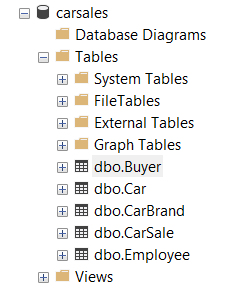 carsales
Database Diagrams
Tables
System Tables
FileTables
External Tables
Graph Tables
dbo.Buyer
dbo.Car
dbo.CarBrand
dbo.CarSale
dbo.Employee
Views